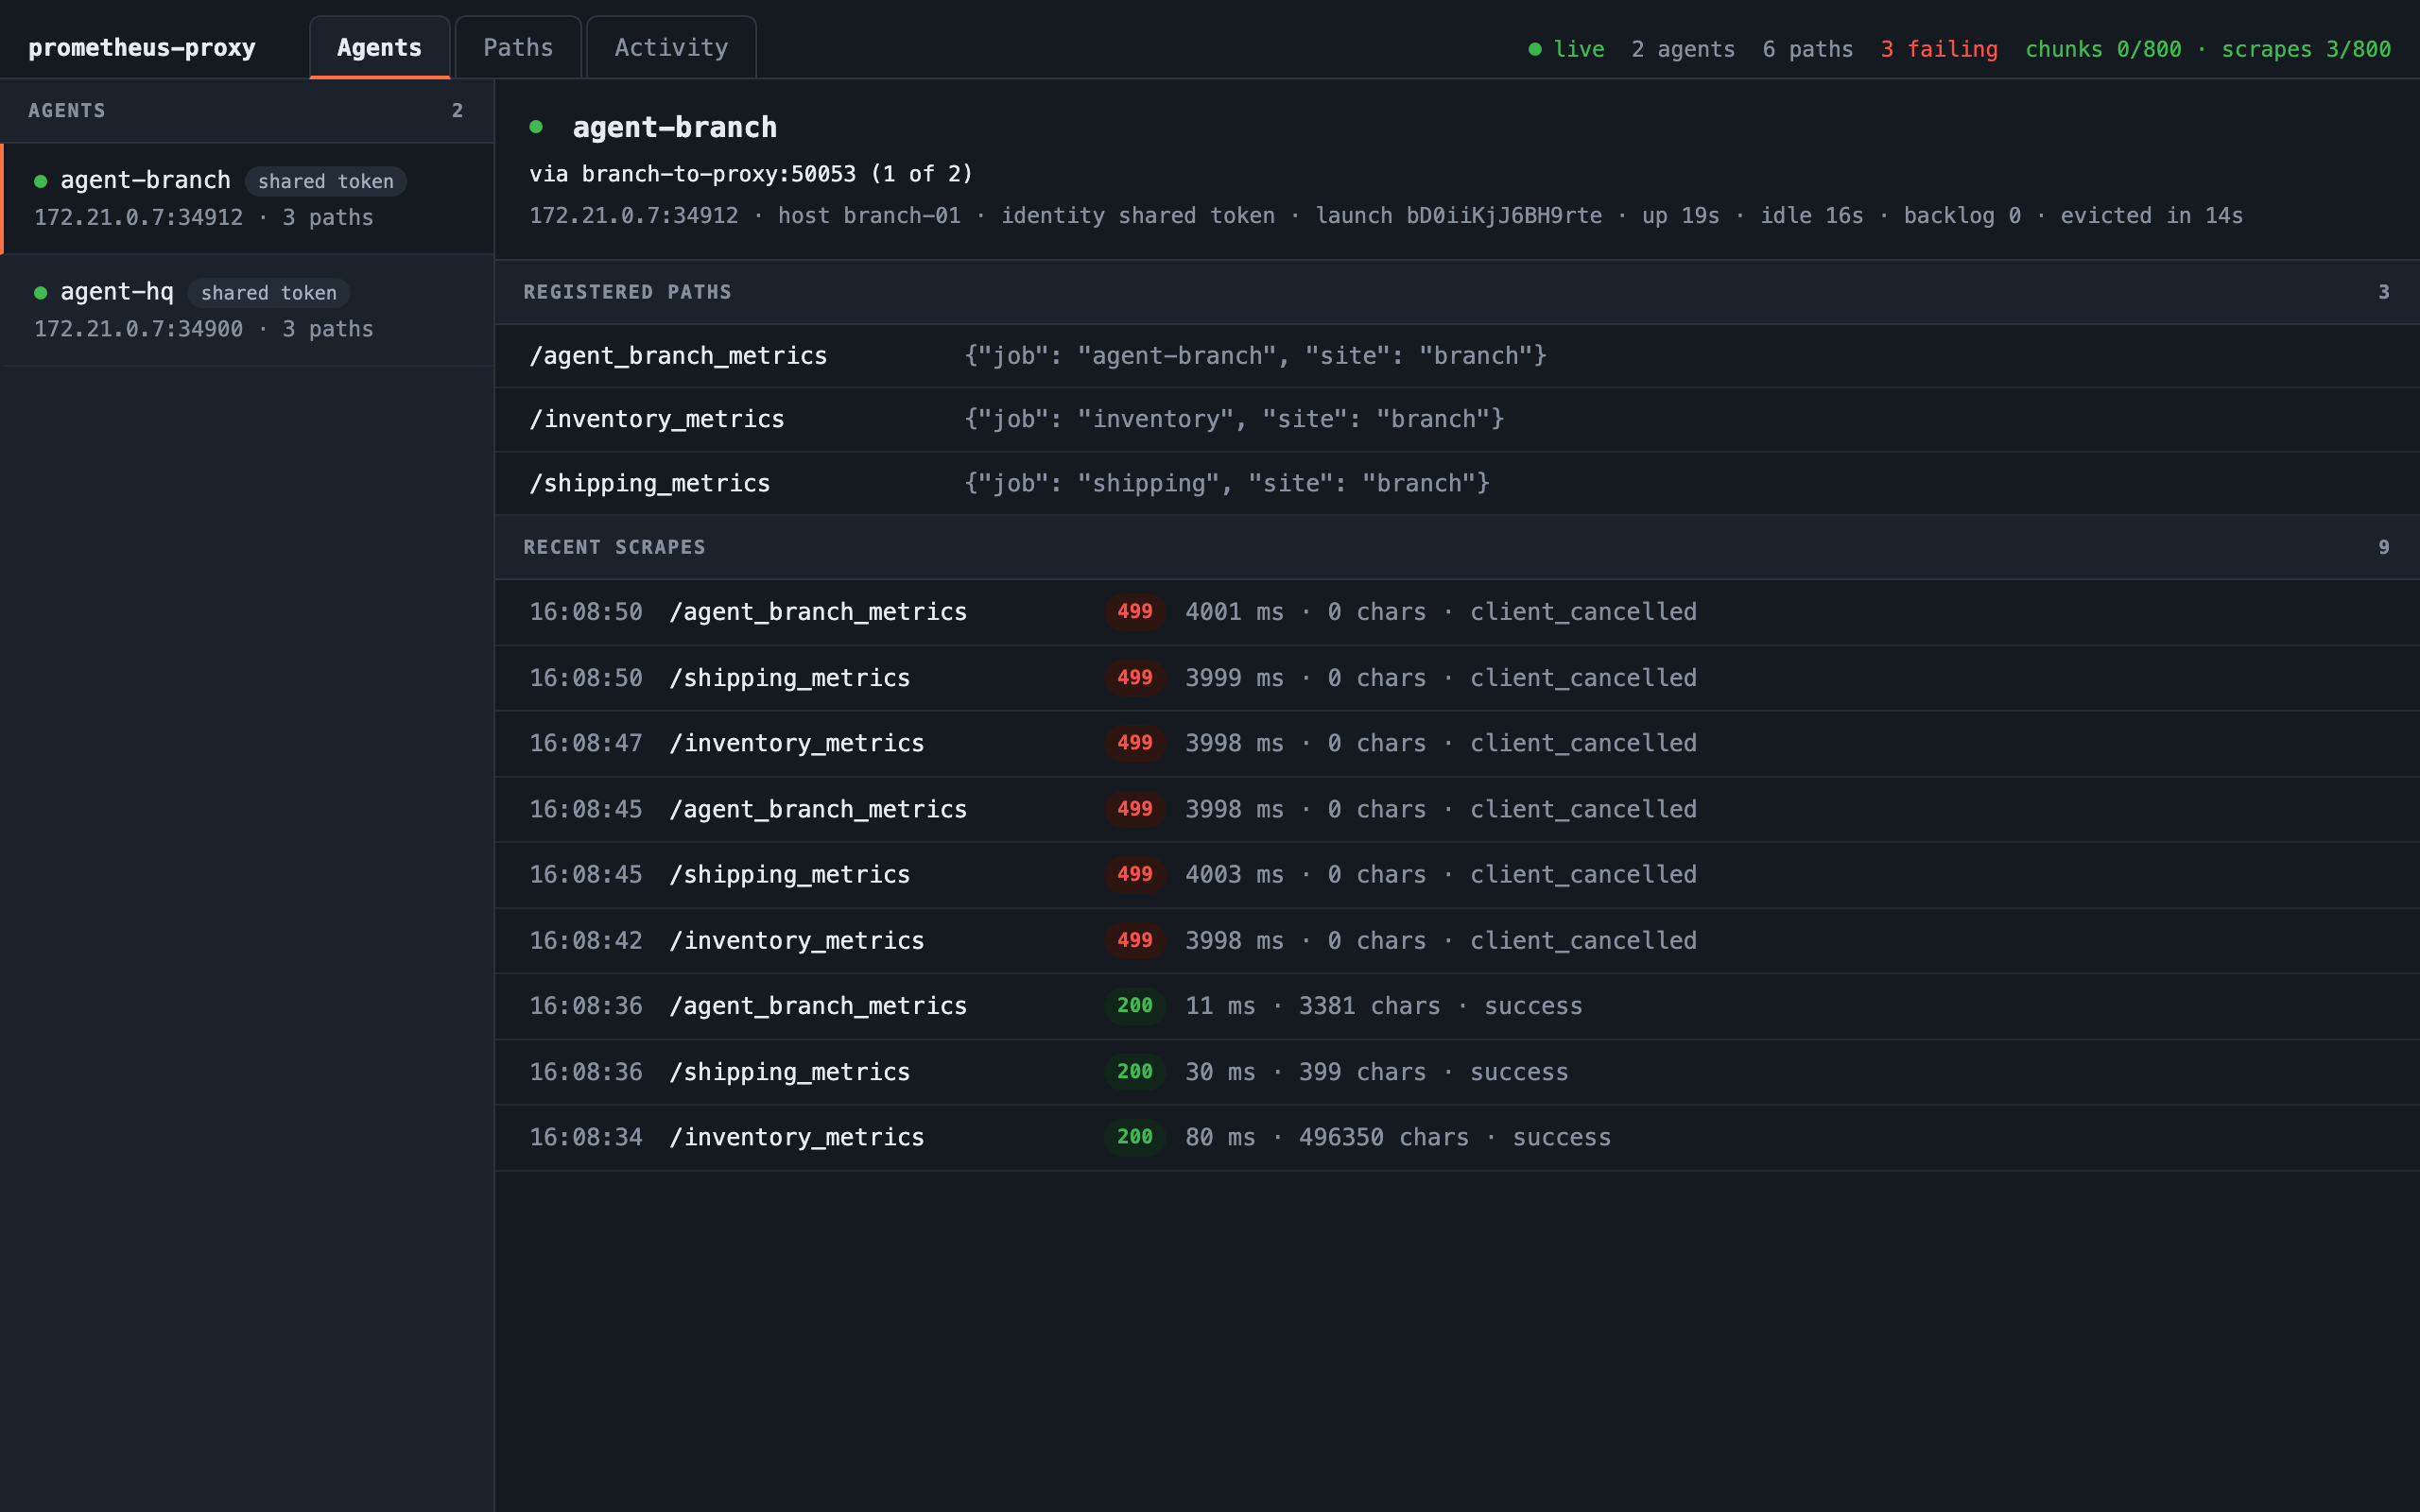 prometheus-proxy Agents Paths Activity ● live 2 agents 6 paths 3 failing chunks 0/800 · scrapes 3/800
AGENTS 2
agent-branch shared token
172.21.0.7:34912 · 3 paths
agent-hq shared token
172.21.0.7:34900 · 3 paths
agent-branch
via branch-to-proxy:50053 (1 of 2)
172.21.0.7:34912 · host branch-01 · identity shared token · launch bD0iiKjJ6BH9rte · up 19s · idle 16s · backlog 0 · evicted in 14s
REGISTERED PATHS 3
/agent_branch_metrics {"job": "agent-branch", "site": "branch"}
/inventory_metrics {"job": "inventory", "site": "branch"}
/shipping_metrics {"job": "shipping", "site": "branch"}
RECENT SCRAPES 9
16:08:50 /agent_branch_metrics 499 4001 ms · 0 chars · client_cancelled
16:08:50 /shipping_metrics 499 3999 ms · 0 chars · client_cancelled
16:08:47 /inventory_metrics 499 3998 ms · 0 chars · client_cancelled
16:08:45 /agent_branch_metrics 499 3998 ms · 0 chars · client_cancelled
16:08:45 /shipping_metrics 499 4003 ms · 0 chars · client_cancelled
16:08:42 /inventory_metrics 499 3998 ms · 0 chars · client_cancelled
16:08:36 /agent_branch_metrics 200 11 ms · 3381 chars · success
16:08:36 /shipping_metrics 200 30 ms · 399 chars · success
16:08:34 /inventory_metrics 200 80 ms · 496350 chars · success